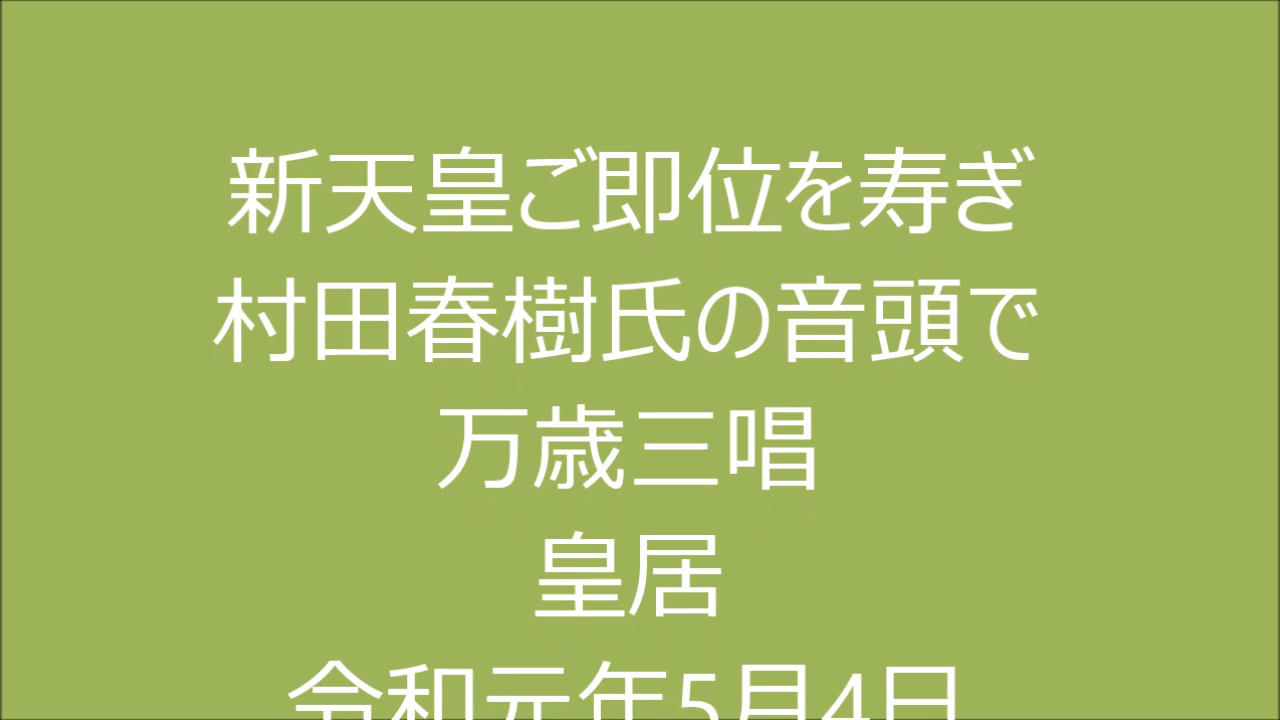 新天皇ご即位を寿ぎ
村田春樹氏の音頭で
万歳三唱
皇居
令和元年5月4日